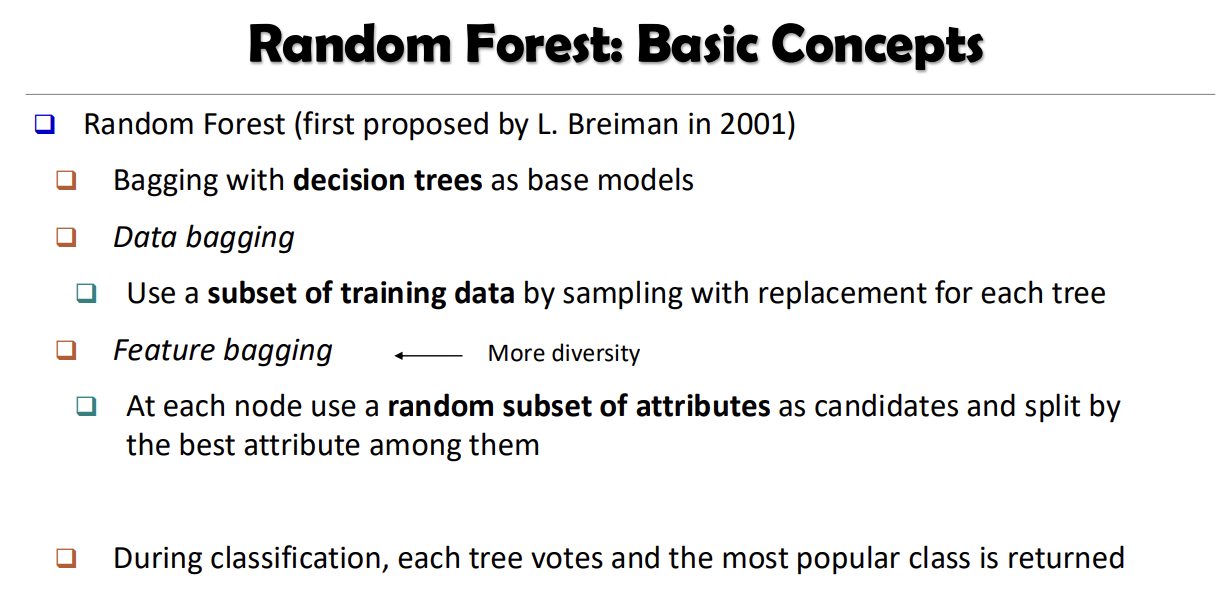 Random Forest: Basic Concepts
Random Forest (first proposed by L. Breiman in 2001)
Bagging with decision trees as base models
Data bagging
Use a subset of training data by sampling with replacement for each tree
Feature bagging
More diversity
At each node use a random subset of attributes as candidates and split by
the best attribute among them
During classification, each tree votes and the most popular class is returned